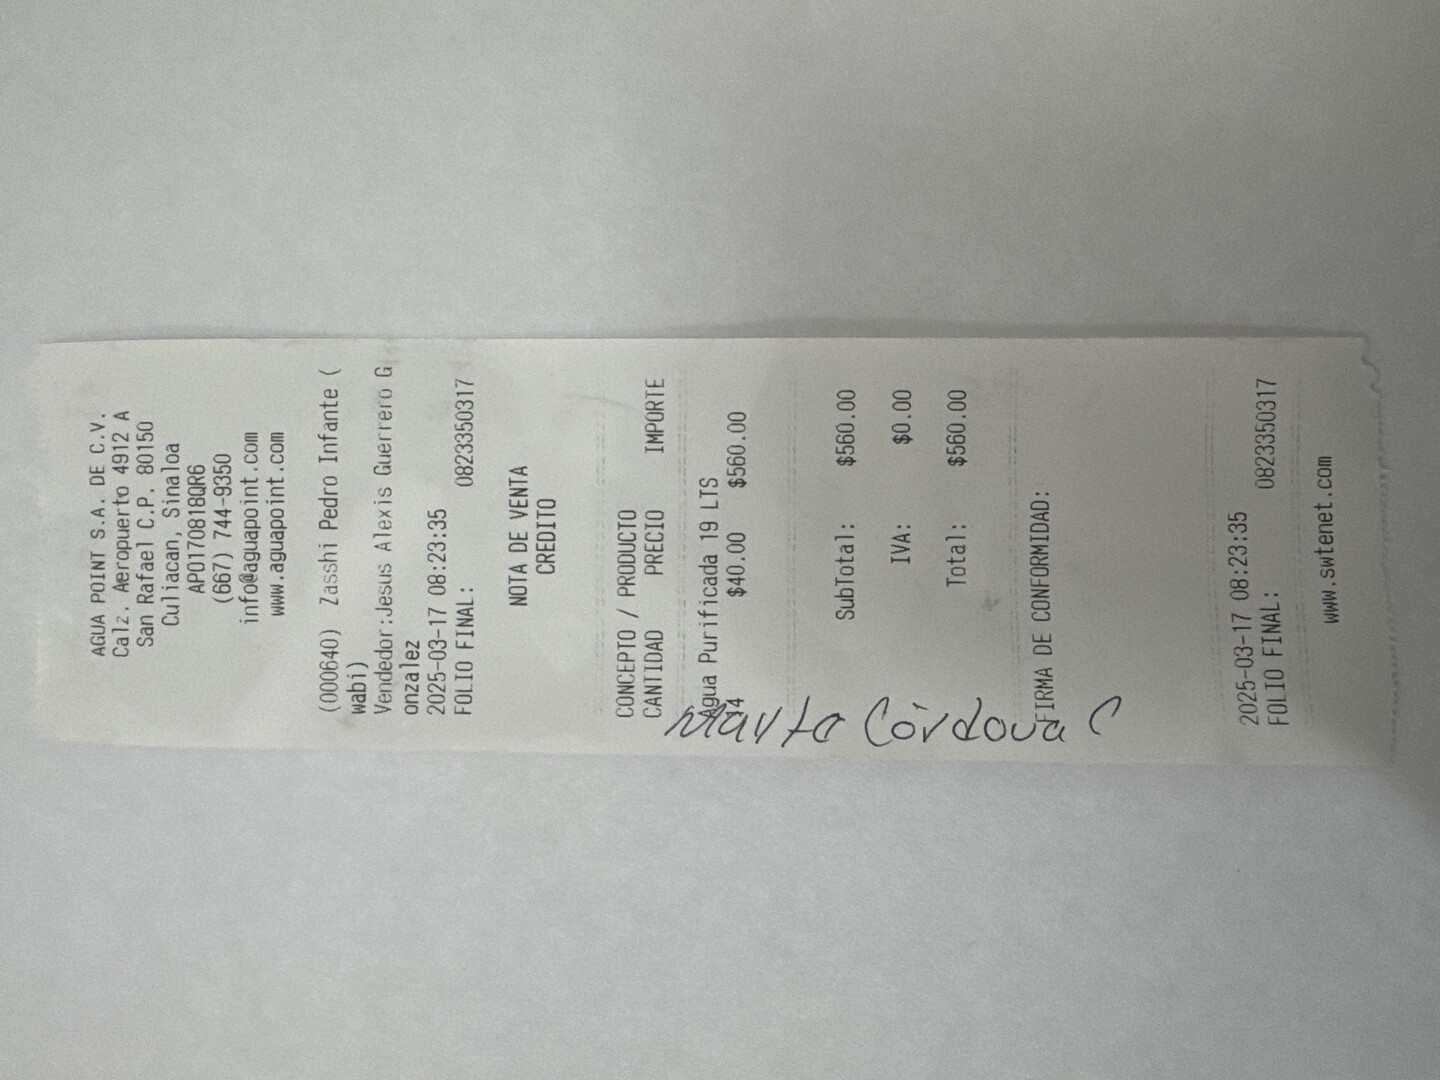 AGUA POINT S.A. DE C.V.
Calz. Aeropuerto 4912 A
San Rafael C.P. 80150
Culiacan, Sinaloa
APO170818QR6
(667) 744-9350
info@aguapoint.com
www.aguapoint.com
(000640) Zasshi Pedro Infante (
wabi)
Vendedor:Jesus Alexis Guerrero G
onzalez
2025-03-17 08:23:35
FOLIO FINAL: 0823350317
NOTA DE VENTA
CREDITO
CONCEPTO / PRODUCTO
CANTIDAD PRECIO IMPORTE
Agua Purificada 19 LTS
14 $40.00 $560.00
SubTotal: $560.00
IVA: $0.00
Total: $560.00
FIRMA DE CONFORMIDAD:
Córdova C
2025-03-17 08:23:35
FOLIO FINAL: 0823350317
www.swtenet.com